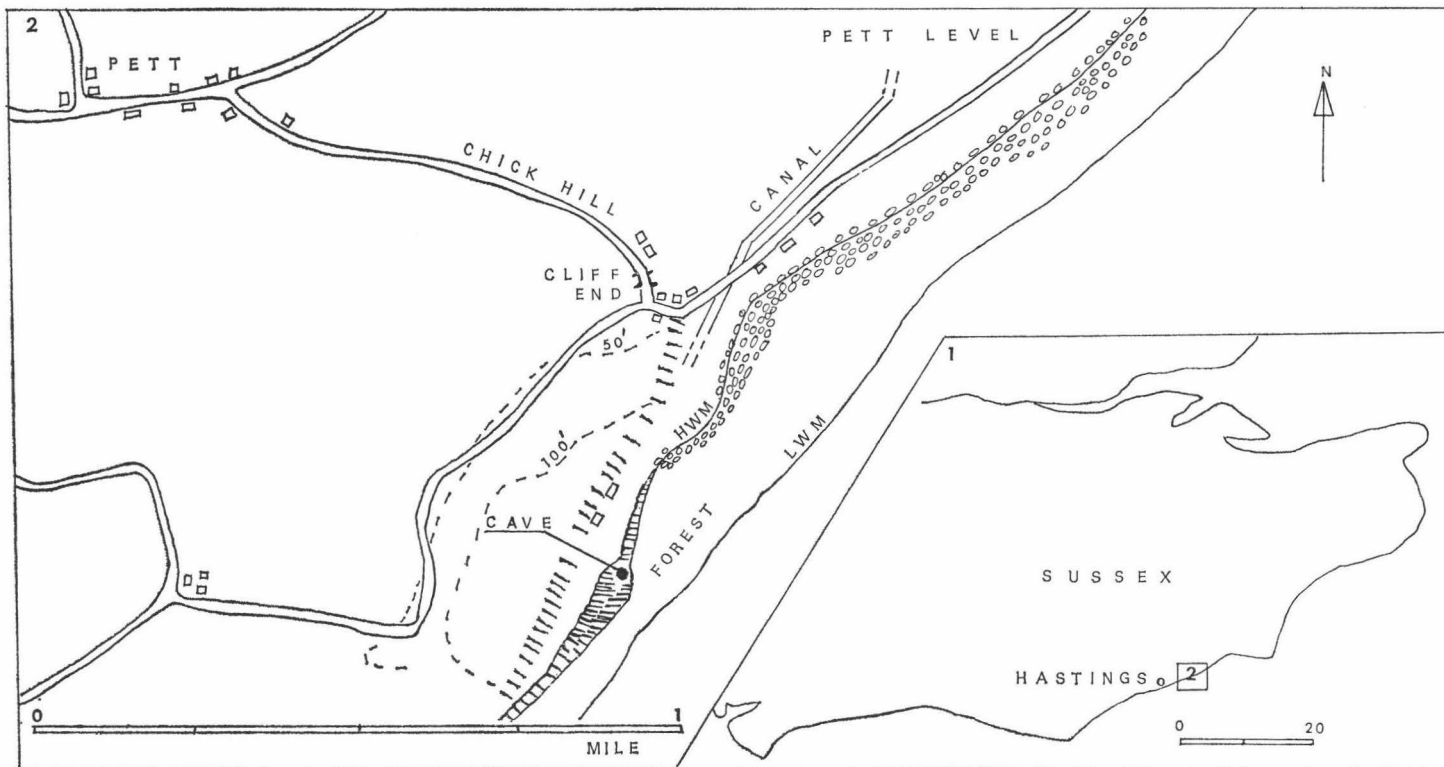 2
PETT
PETT LEVEL
N
CHICK HILL
CANAL
CLIFF
END
50'
100'
HWM
LWM
CAVE
FOREST
0
1
MILE
1
SUSSEX
HASTINGS
2
0
20